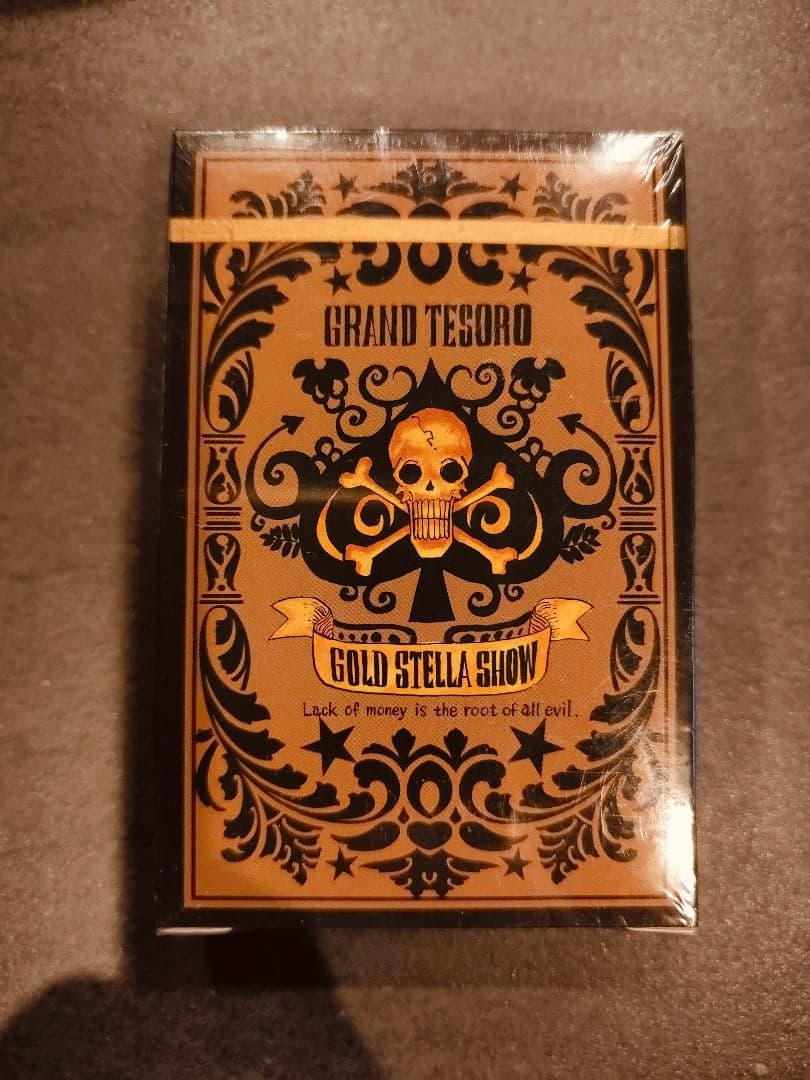 GRAND TESORO
GOLD STELLA SHOW
Lack of money is the root of all evil.